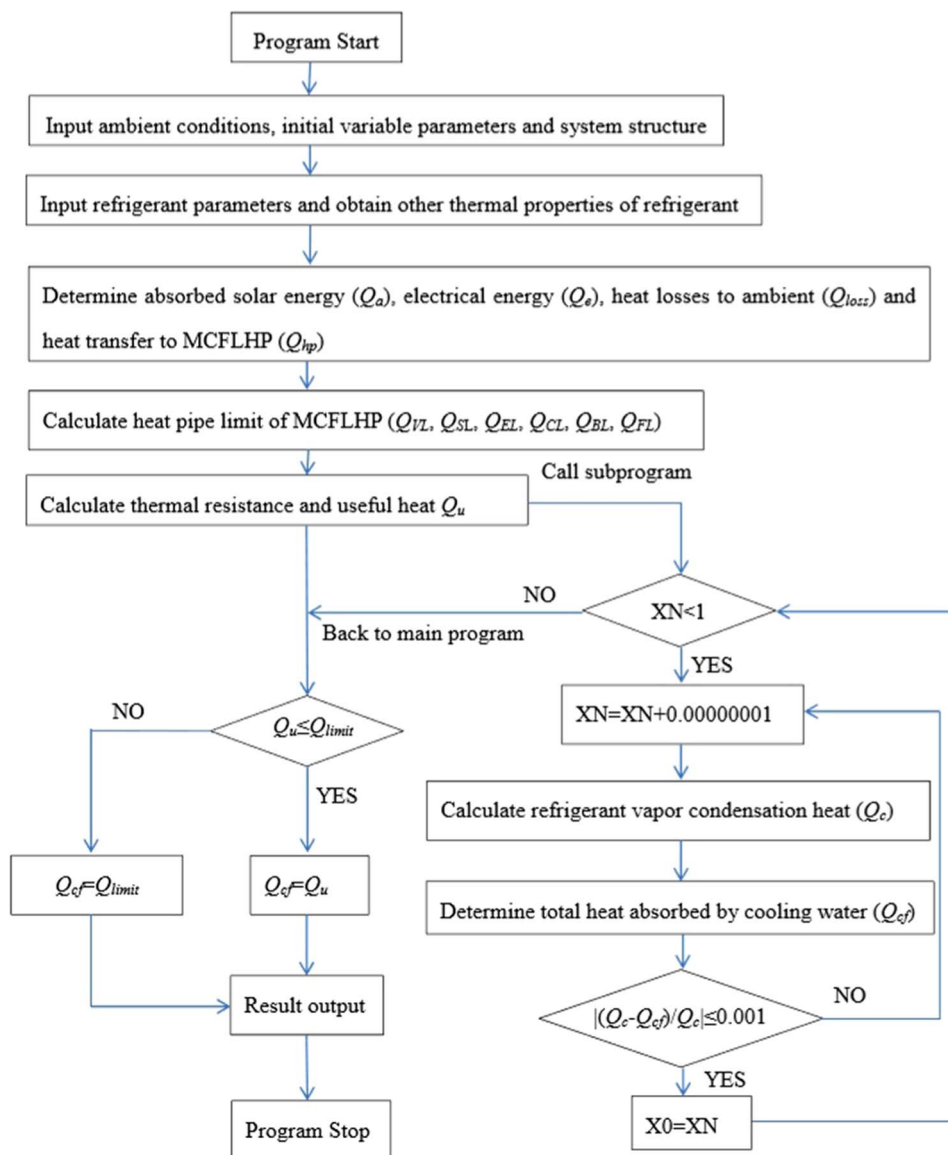 Program Start
Input ambient conditions, initial variable parameters and system structure
Input refrigerant parameters and obtain other thermal properties of refrigerant
Determine absorbed solar energy (Qa), electrical energy (Qe), heat losses to ambient (Qloss) and
heat transfer to MCFLHP (Qhp)
Calculate heat pipe limit of MCFLHP (QVL, QSL, QEL, QCL, QBL, QFL)
Call subprogram
Calculate thermal resistance and useful heat Qu
NO
XN<1
Back to main program
YES
NO
XN=XN+0.00000001
Qu≤Qlimit
YES
Calculate refrigerant vapor condensation heat (Qc)
Qcf=Qlimit
Qcf=Qu
Determine total heat absorbed by cooling water (Qcf)
Result output
NO
|(Qc-Qcf)/Qc|≤0.001
YES
Program Stop
X0=XN